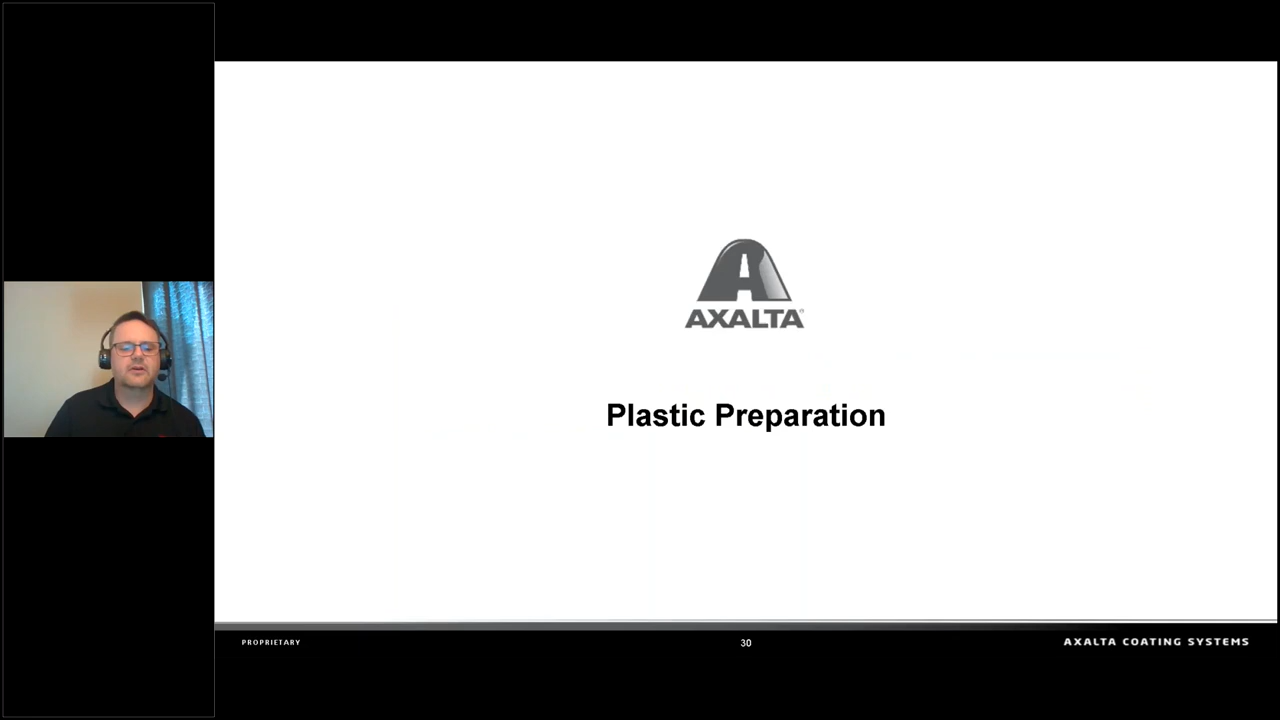 AXALTA
Plastic Preparation
PROPRIETARY
30
AXALTA COATING SYSTEMS